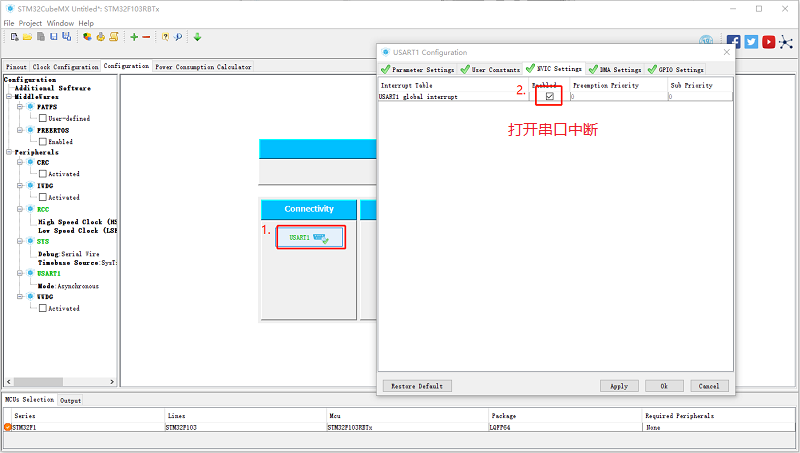 STM32CubeMX Untitled*: STM32F103RBTx
File Project Window Help
Pinout Clock Configuration Configuration Power Consumption Calculator
Configuration
Additional Software
MiddleWares
FATFS
User-defined
FREERTOS
Enabled
Peripherals
CRC
Activated
IWDG
Activated
RCC
High Speed Clock (HS
Low Speed Clock (LSE
SYS
Debug:Serial Wire
Timebase Source:SysT
USART1
Mode:Asynchronous
WWDG
Activated
Connectivity
1.
USART1
USART1 Configuration
Parameter Settings User Constants NVIC Settings DMA Settings GPIO Settings
Interrupt Table Enabled Preemption Priority Sub Priority
USART1 global interrupt 0 0
2.
打开串口中断
Restore Default Apply Ok Cancel
MCUs Selection Output
Series Lines Mcu Package Required Peripherals
STM32F1 STM32F103 STM32F103RBTx LQFP64 None